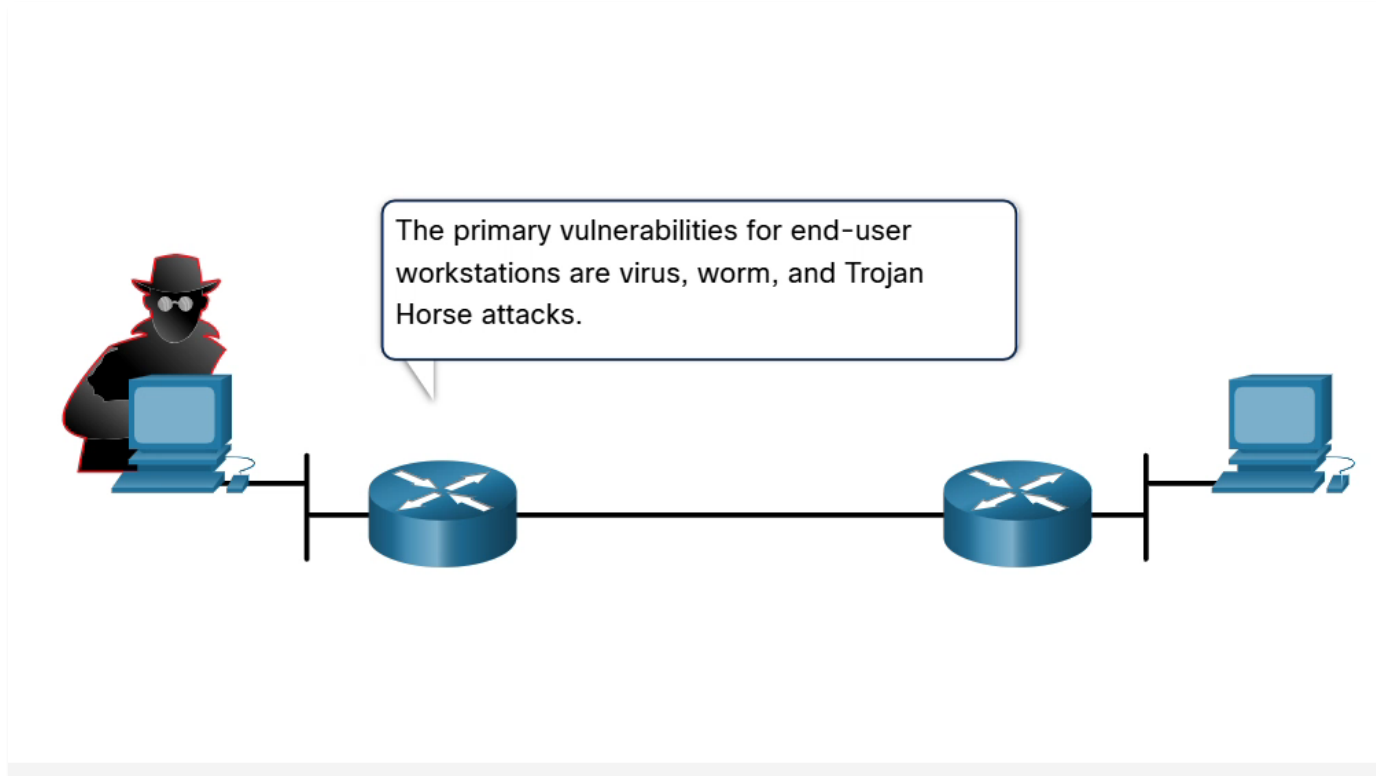 The primary vulnerabilities for end-user
workstations are virus, worm, and Trojan
Horse attacks.